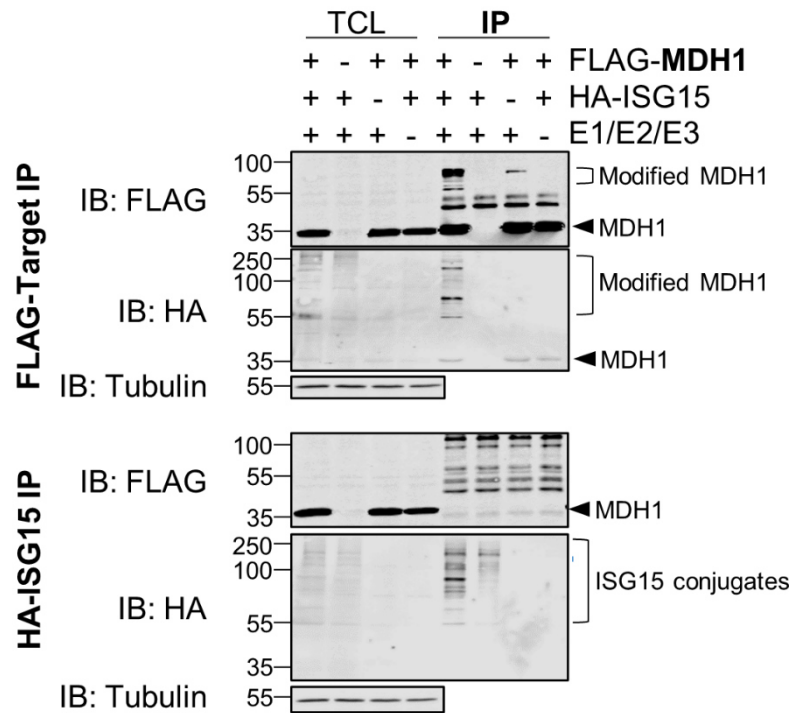 TCL IP
+ - + + + - + + FLAG-MDH1
+ + - + + + - + HA-ISG15
+ + + - + + + - E1/E2/E3
FLAG-Target IP
IB: FLAG
100
55
35
Modified MDH1
MDH1
IB: HA
250
100
55
35
Modified MDH1
MDH1
IB: Tubulin
55
HA-ISG15 IP
IB: FLAG
100
55
35
MDH1
IB: HA
250
100
55
35
ISG15 conjugates
IB: Tubulin
55